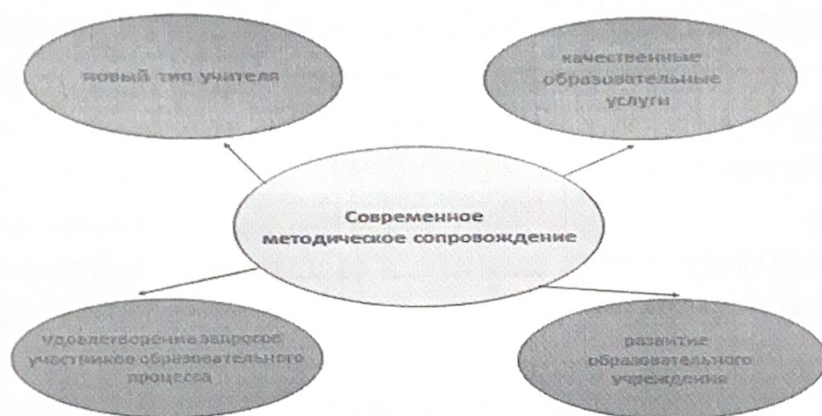 новый тип учителя
качественные
образовательные
услуги
Современное
методическое сопровождение
удовлетворение запросов
участников образовательного
процесса
развитие
образовательного
учреждения